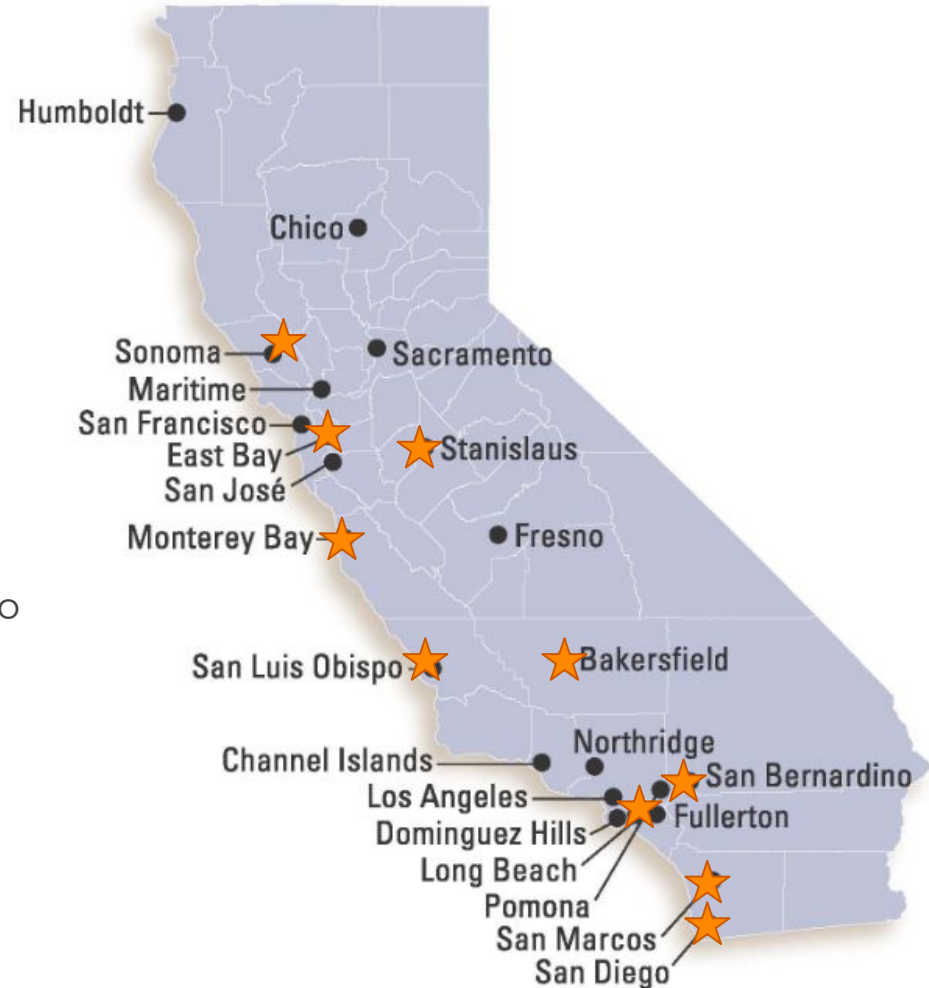 Humboldt
Chico
Sonoma
Sacramento
Maritime
San Francisco
East Bay
Stanislaus
San José
Monterey Bay
Fresno
O
San Luis Obispo
Bakersfield
Northridge
Channel Islands
San Bernardino
Los Angeles
Fullerton
Dominguez Hills
Long Beach
Pomona
San Marcos
San Diego